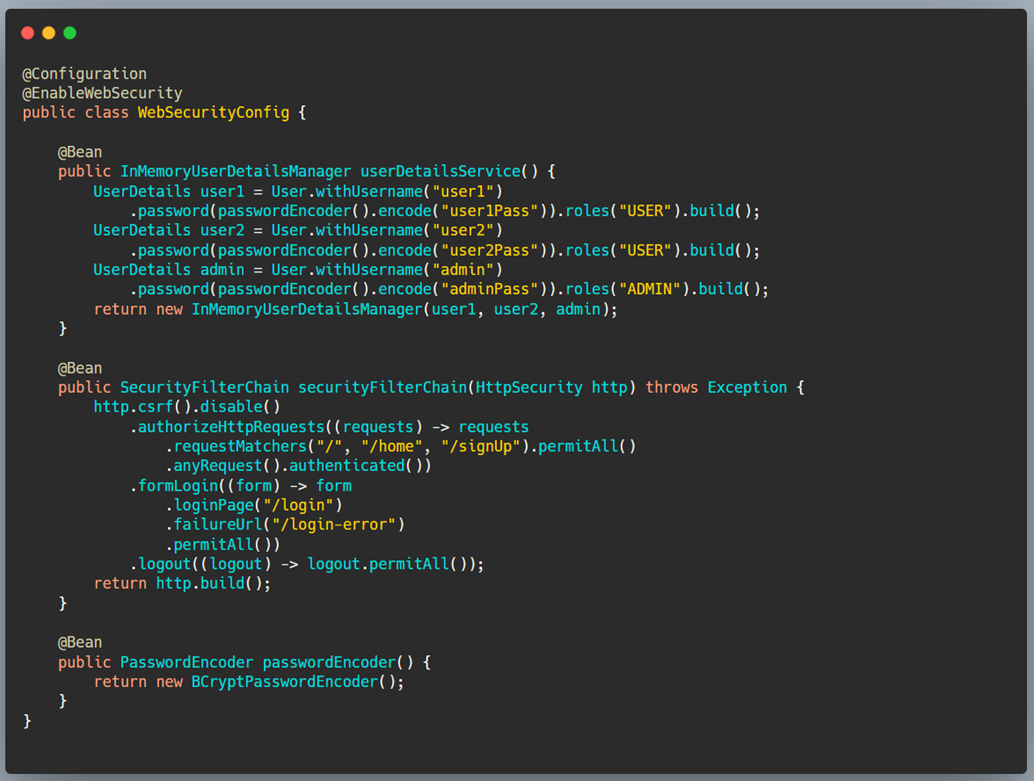 @Configuration
@EnableWebSecurity
public class WebSecurityConfig {
@Bean
public InMemoryUserDetailsManager userDetailsService() {
UserDetails user1 = User.withUsername("user1")
.password(passwordEncoder().encode("user1Pass")).roles("USER").build();
UserDetails user2 = User.withUsername("user2")
.password(passwordEncoder().encode("user2Pass")).roles("USER").build();
UserDetails admin = User.withUsername("admin")
.password(passwordEncoder().encode("adminPass")).roles("ADMIN").build();
return new InMemoryUserDetailsManager(user1, user2, admin);
}
@Bean
public SecurityFilterChain securityFilterChain(HttpSecurity http) throws Exception {
http.csrf().disable()
.authorizeHttpRequests((requests) -> requests
.requestMatchers("/", "/home", "/signUp").permitAll()
.anyRequest().authenticated())
.formLogin((form) -> form
.loginPage("/login")
.failureUrl("/login-error")
.permitAll())
.logout((logout) -> logout.permitAll());
return http.build();
}
@Bean
public PasswordEncoder passwordEncoder() {
return new BCryptPasswordEncoder();
}
}